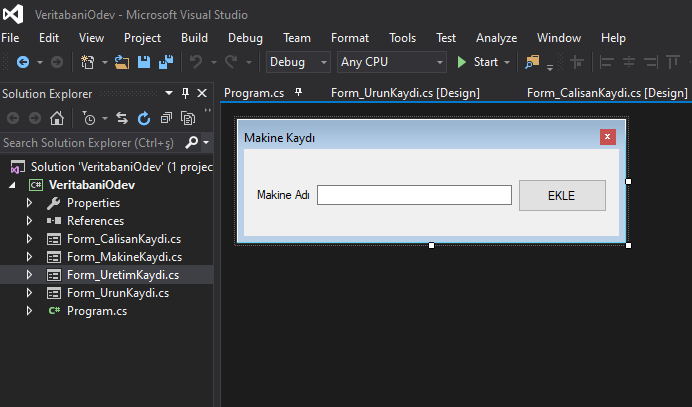 VeritabaniOdev - Microsoft Visual Studio
File Edit View Project Build Debug Team Format Tools Test Analyze Window Help
Debug Any CPU Start
Solution Explorer
Search Solution Explorer (Ctrl+ş)
Solution 'VeritabaniOdev' (1 projec
C# VeritabaniOdev
Properties
References
Form_CalisanKaydi.cs
Form_MakineKaydi.cs
Form_UretimKaydi.cs
Form_UrunKaydi.cs
C# Program.cs
Program.cs Form_UrunKaydi.cs [Design] Form_CalisanKaydi.cs [Design]
Makine Kaydı
Makine Adı EKLE